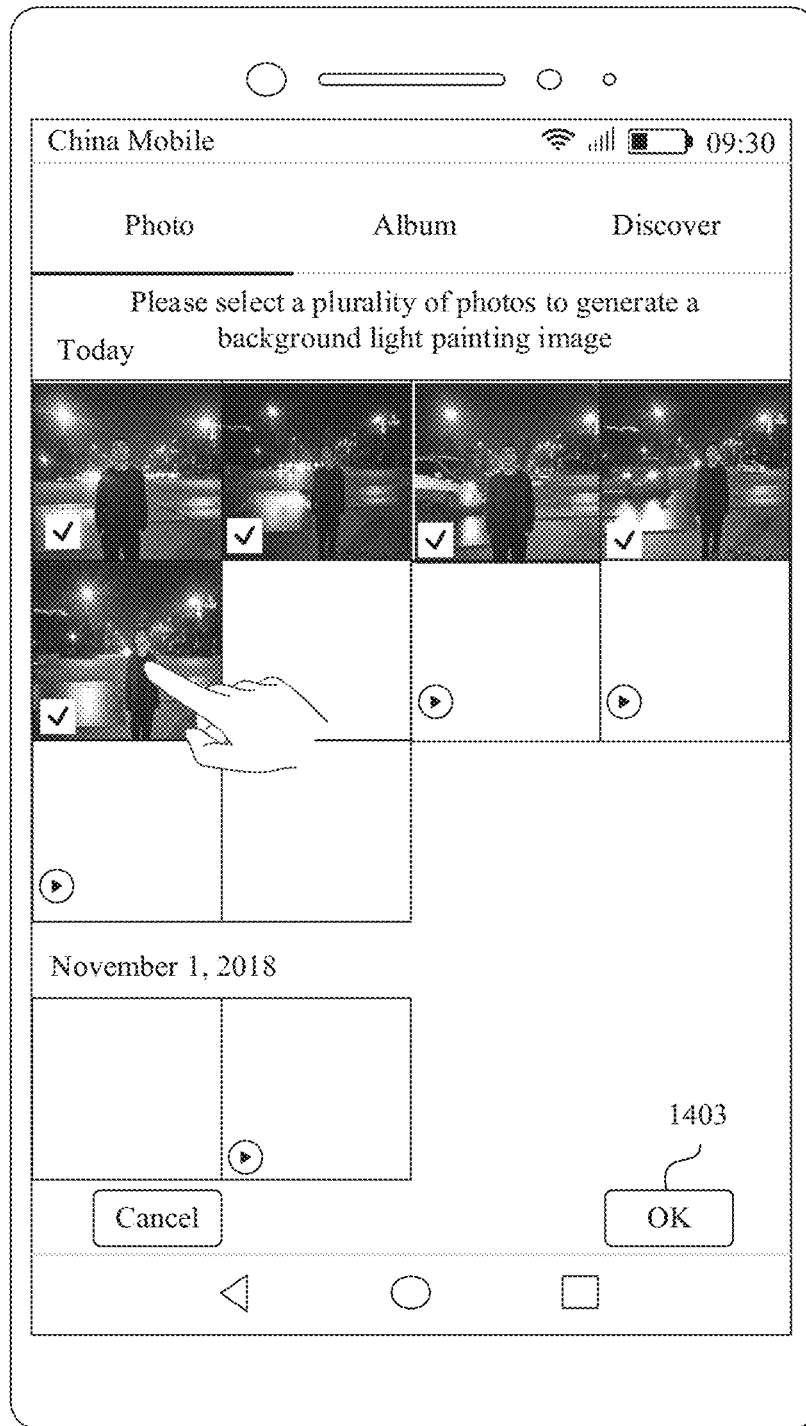 China Mobile 09:30
Photo Album Discover
Please select a plurality of photos to generate a
background light painting image
Today
November 1, 2018
1403
Cancel OK